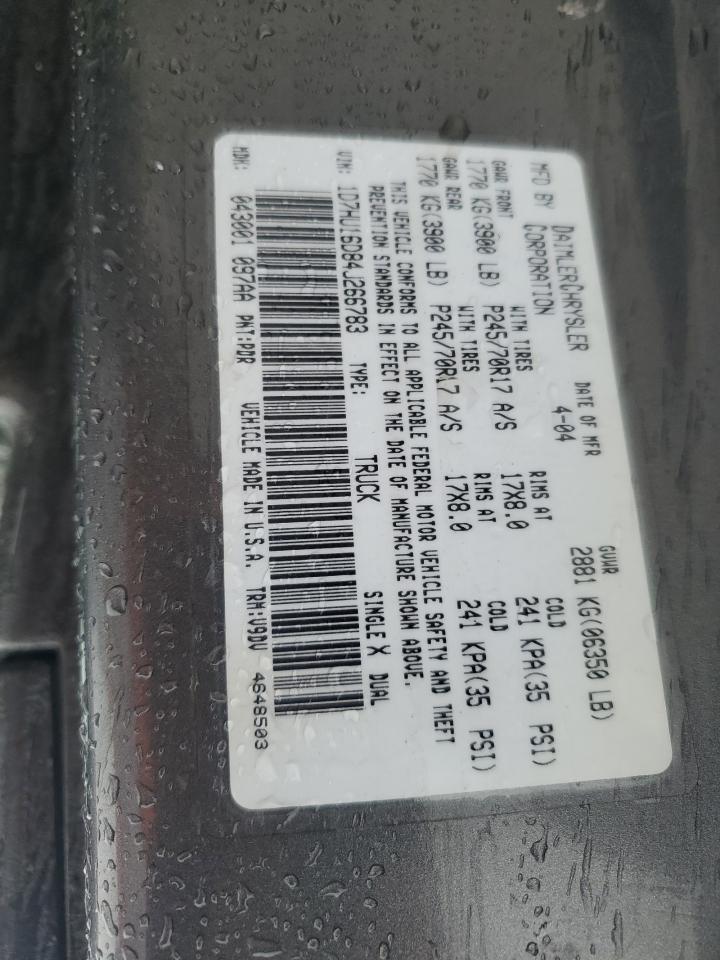 MFD BY DAIMLERCHRYSLER CORPORATION DATE OF MFR 4-04 GVWR 2881 KG(06350 LB)
GAWR FRONT WITH TIRES RIMS AT COLD
1770 KG(3900 LB) P245/70R17 A/S 17X8.0 241 KPA(35 PSI)
GAWR REAR WITH TIRES RIMS AT COLD
1770 KG(3900 LB) P245/70R17 A/S 17X8.0 241 KPA(35 PSI)
THIS VEHICLE CONFORMS TO ALL APPLICABLE FEDERAL MOTOR VEHICLE SAFETY AND THEFT
PREVENTION STANDARDS IN EFFECT ON THE DATE OF MANUFACTURE SHOWN ABOVE.
VIN: 1D7HU16D84J266783 TYPE: TRUCK SINGLE X DUAL
MDH: 043001 097AA PNT:PDR VEHICLE MADE IN U.S.A. TRM:V9DV 4648503